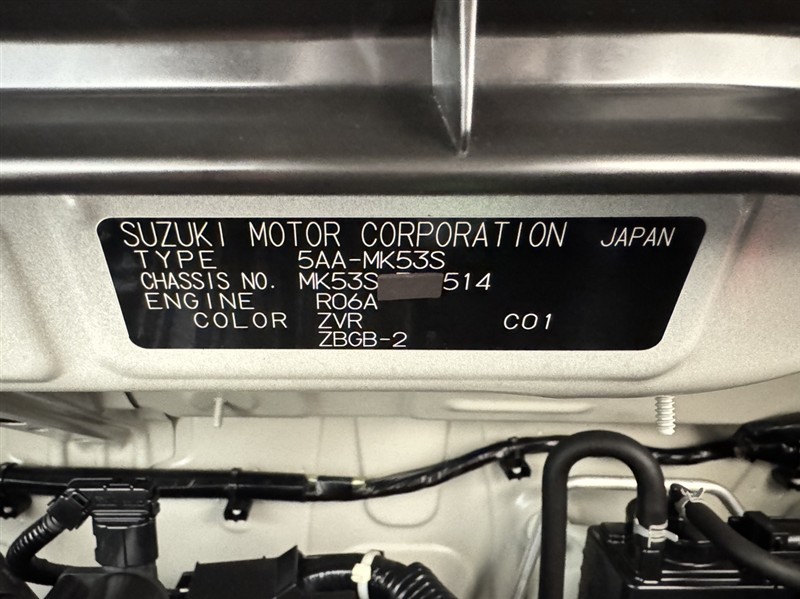 SUZUKI MOTOR CORPORATION JAPAN
TYPE 5AA-MK53S
CHASSIS NO. MK53S 514
ENGINE R06A
COLOR ZVR C01
ZBGB-2